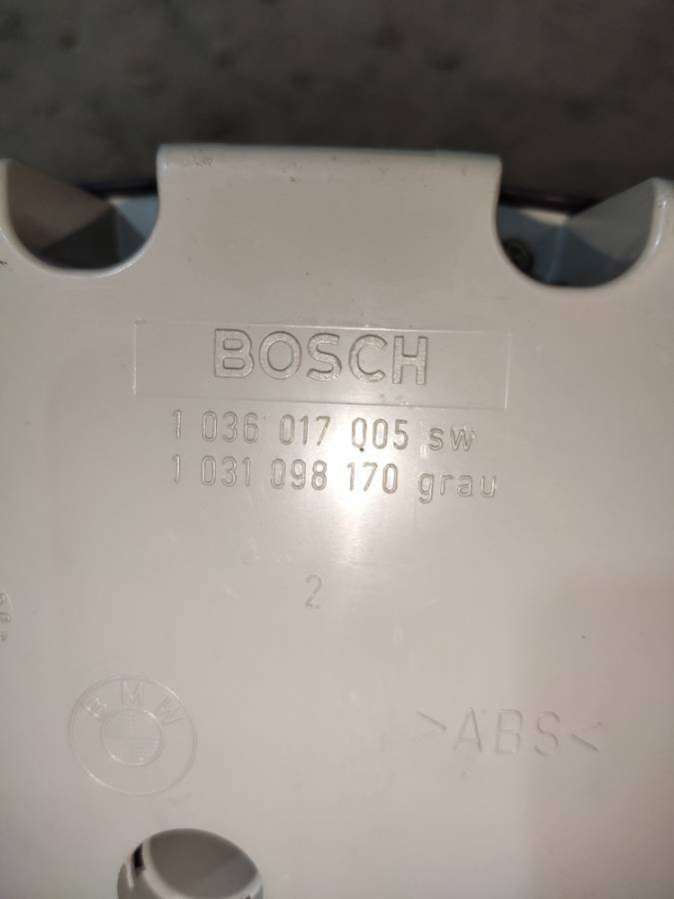 BOSCH
1 036 017 005 sw
1 031 098 170 grau
2
BMW
>ABS<